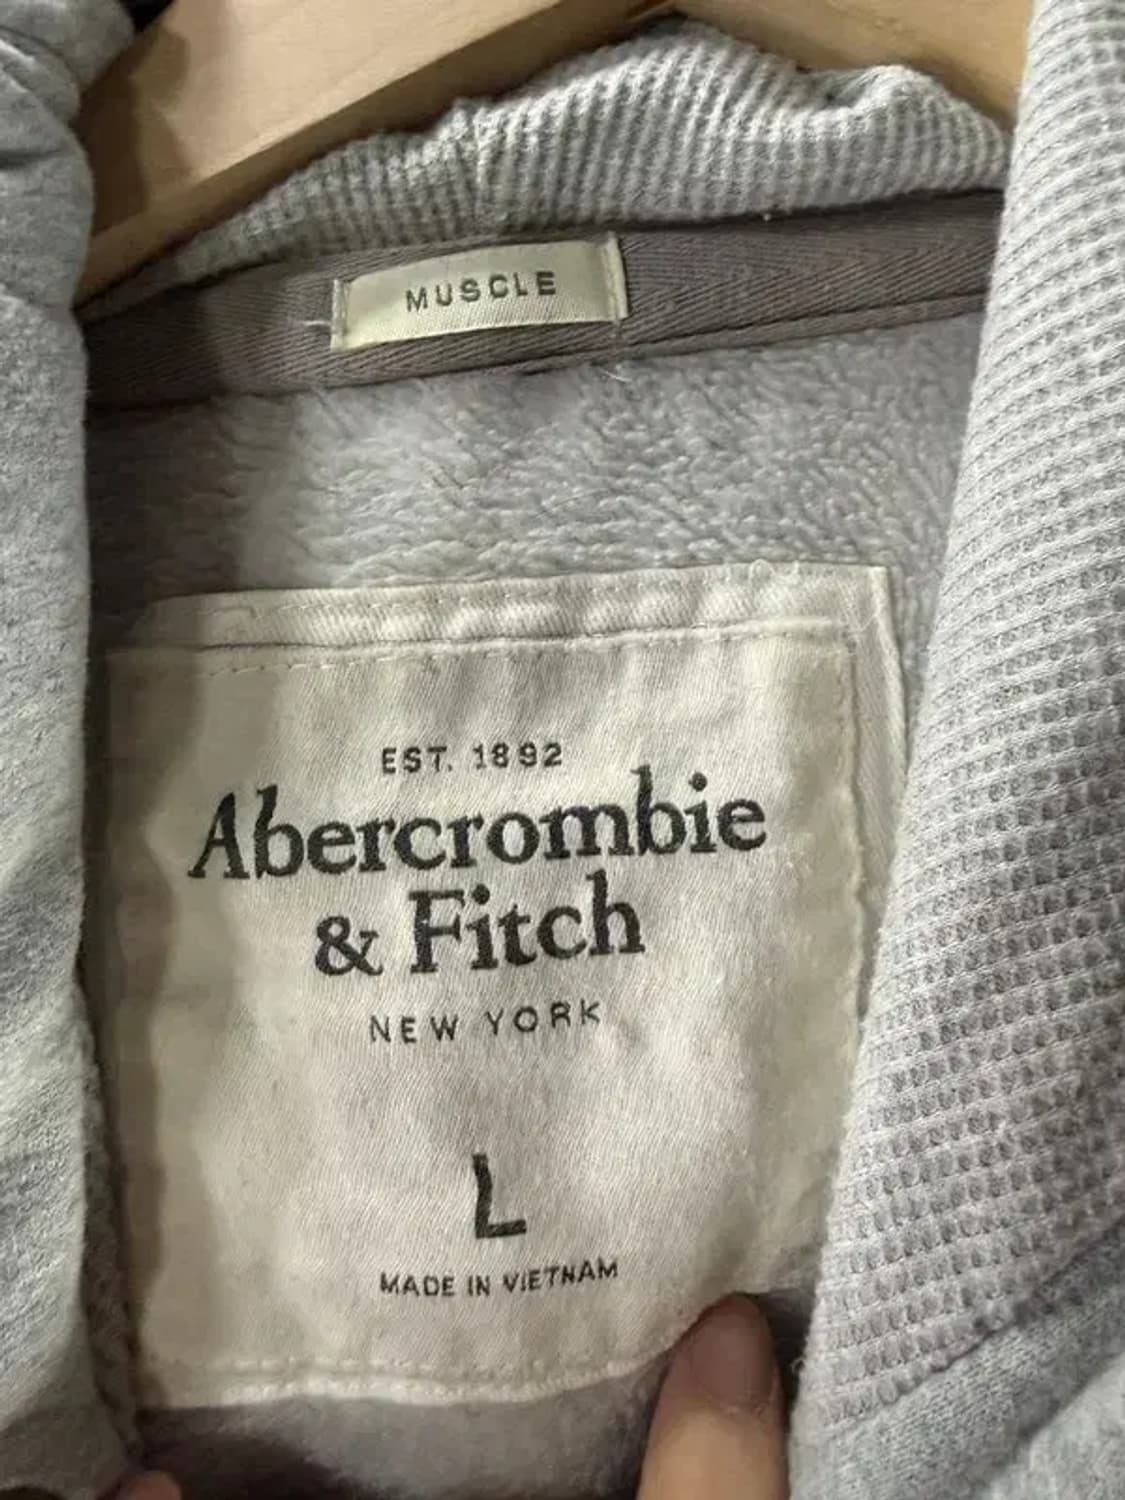 MUSCLE
EST. 1892
Abercrombie
& Fitch
NEW YORK
L
MADE IN VIETNAM